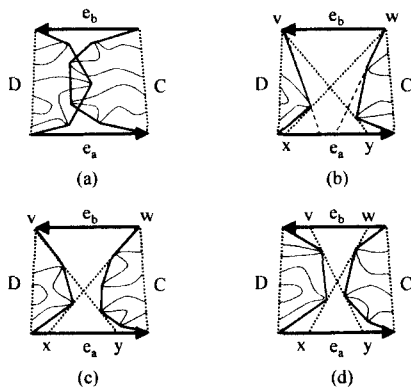 e_b
D C
e_a
(a)
v e_b w
D C
x e_a y
(b)
v e_b w
D C
x e_a y
(c)
v e_b w
D C
x e_a y
(d)